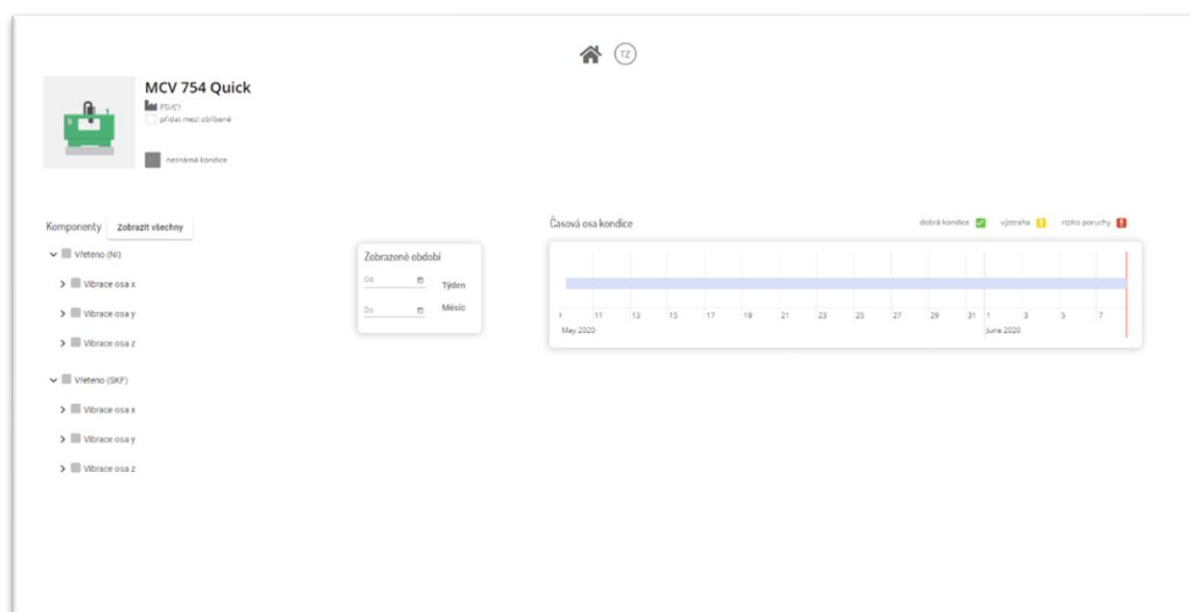 TZ
MCV 754 Quick
přidat mezi oblíbené
neznámá kondice
Komponenty Zobrazit všechny
Vřeteno (NI)
Vibrace osa x
Vibrace osa y
Vibrace osa z
Vřeteno (SKF)
Vibrace osa x
Vibrace osa y
Vibrace osa z
Zobrazené období
Od
Týden
Do
Měsíc
Časová osa kondice
dobrá kondice výstraha riziko poruchy
11 13 15 17 19 21 23 25 27 29 31 1 3 5 7
May 2020 June 2020